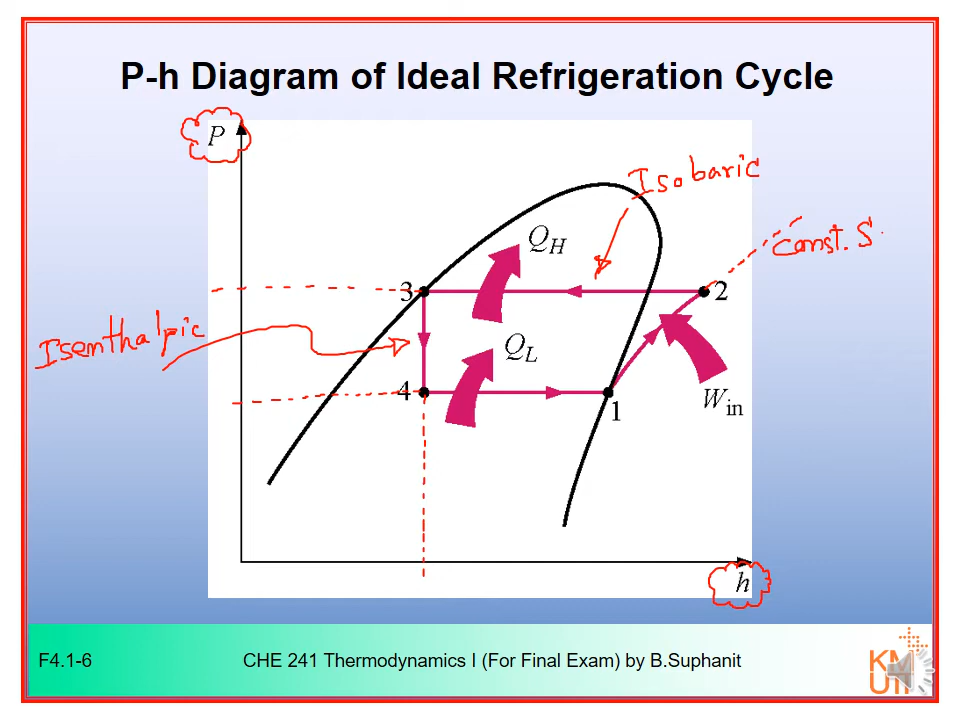 P-h Diagram of Ideal Refrigeration Cycle
P
Isobaric
const. S
Q_H
3
2
Isenthalpic
Q_L
4
1
W_in
h
F4.1-6
CHE 241 Thermodynamics I (For Final Exam) by B.Suphanit